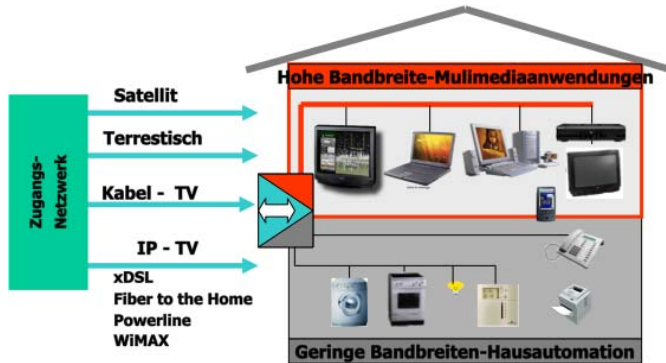 Hohe Bandbreite-Mulimediaanwendungen
Satellit
Terrestisch
Zugangs-
Netzwerk
Kabel - TV
IP - TV
xDSL
Fiber to the Home
Powerline
WiMAX
Geringe Bandbreiten-Hausautomation